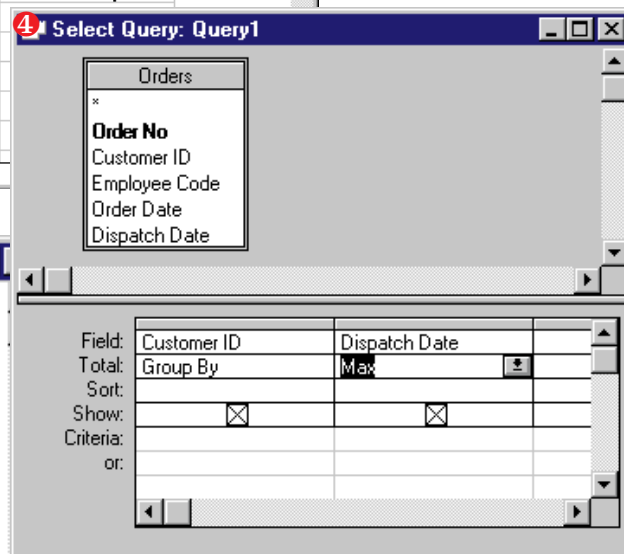 4 Select Query: Query1
Orders
*
Order No
Customer ID
Employee Code
Order Date
Dispatch Date
Field: Customer ID Dispatch Date
Total: Group By Max
Sort:
Show:
Criteria:
or: